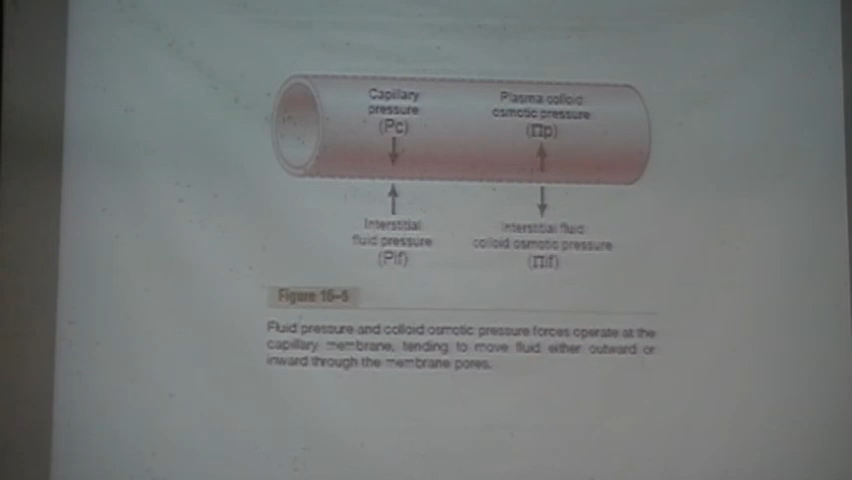 Capillary
pressure
(Pc)
Plasma colloid
osmotic pressure
(Πp)
Interstitial
fluid pressure
(Pif)
Interstitial fluid
colloid osmotic pressure
(Πif)
Figure 16–5
Fluid pressure and colloid osmotic pressure forces operate at the
capillary membrane, tending to move fluid either outward or
inward through the membrane pores.